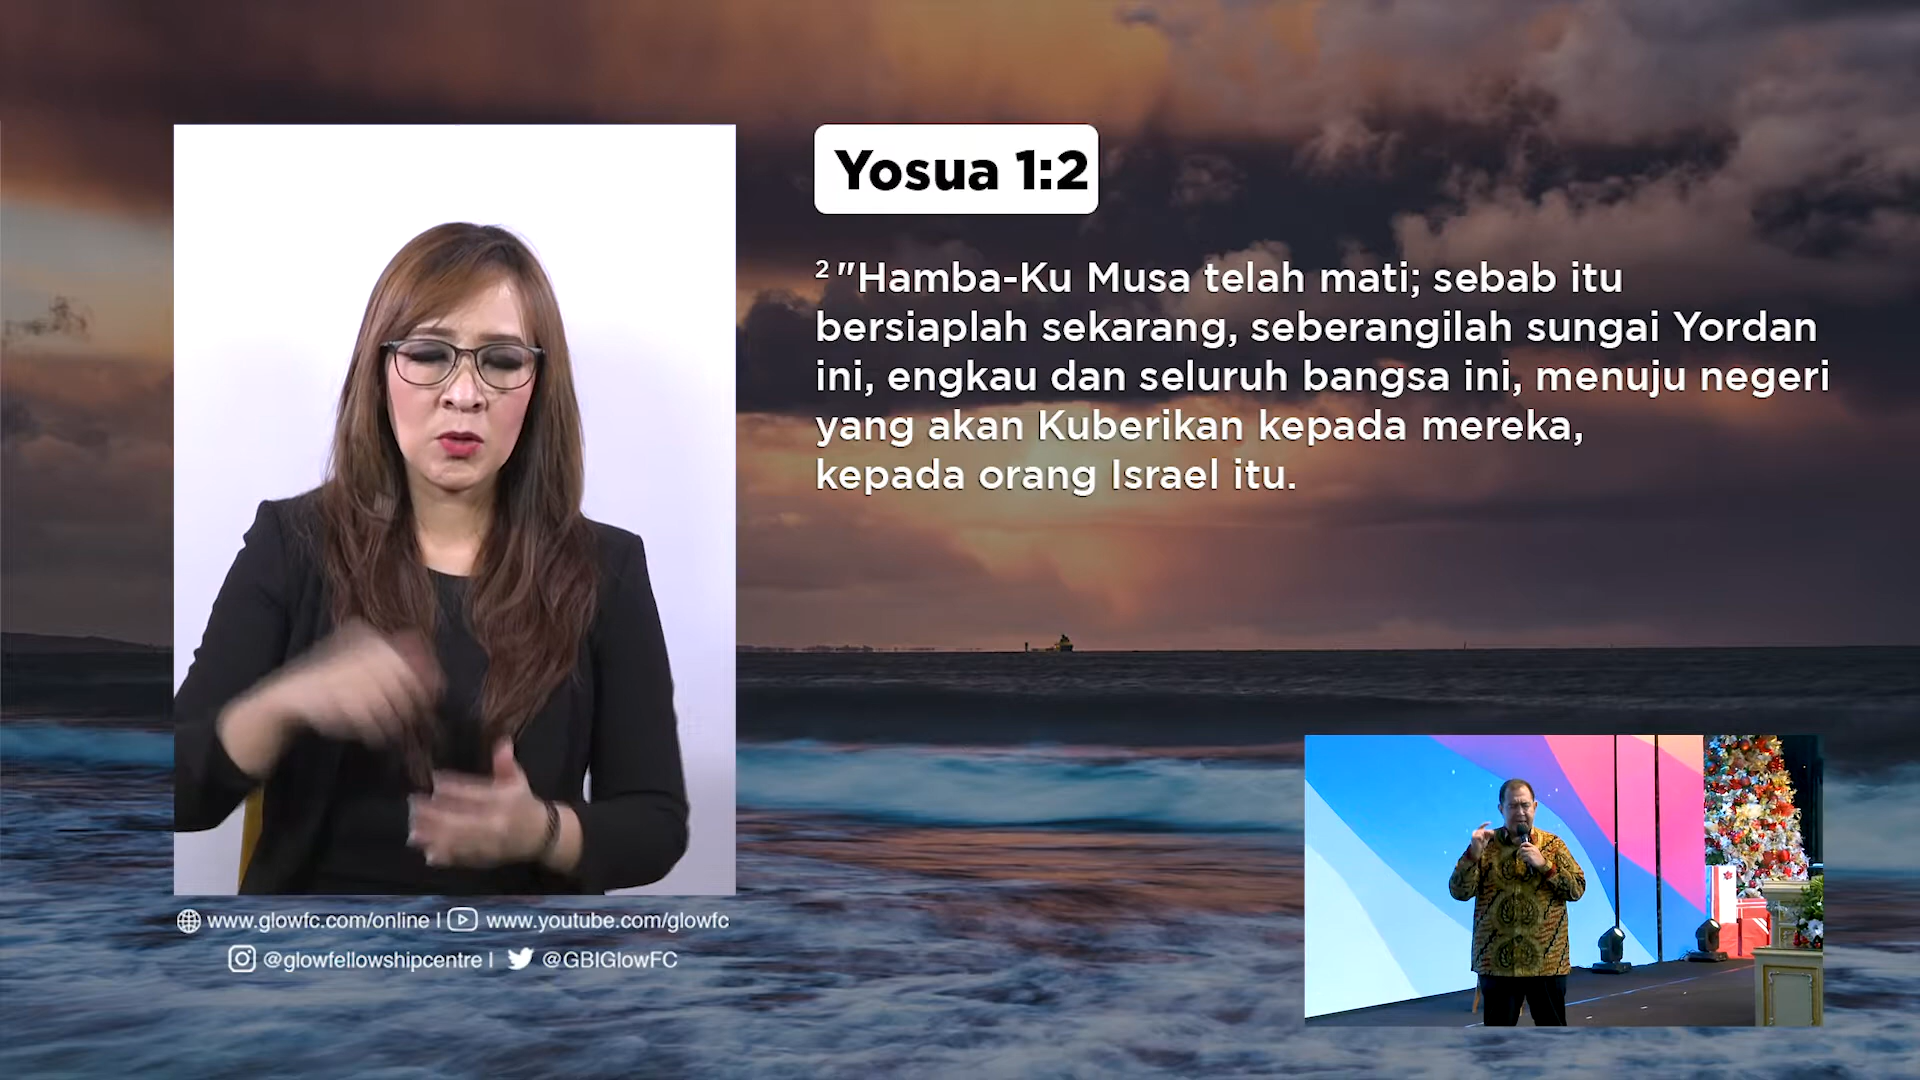 Yosua 1:2
2 "Hamba-Ku Musa telah mati; sebab itu
bersiaplah sekarang, seberangilah sungai Yordan
ini, engkau dan seluruh bangsa ini, menuju negeri
yang akan Kuberikan kepada mereka,
kepada orang Israel itu.
www.glowfc.com/online | www.youtube.com/glowfc
@glowfellowshipcentre | @GBIGlowFC